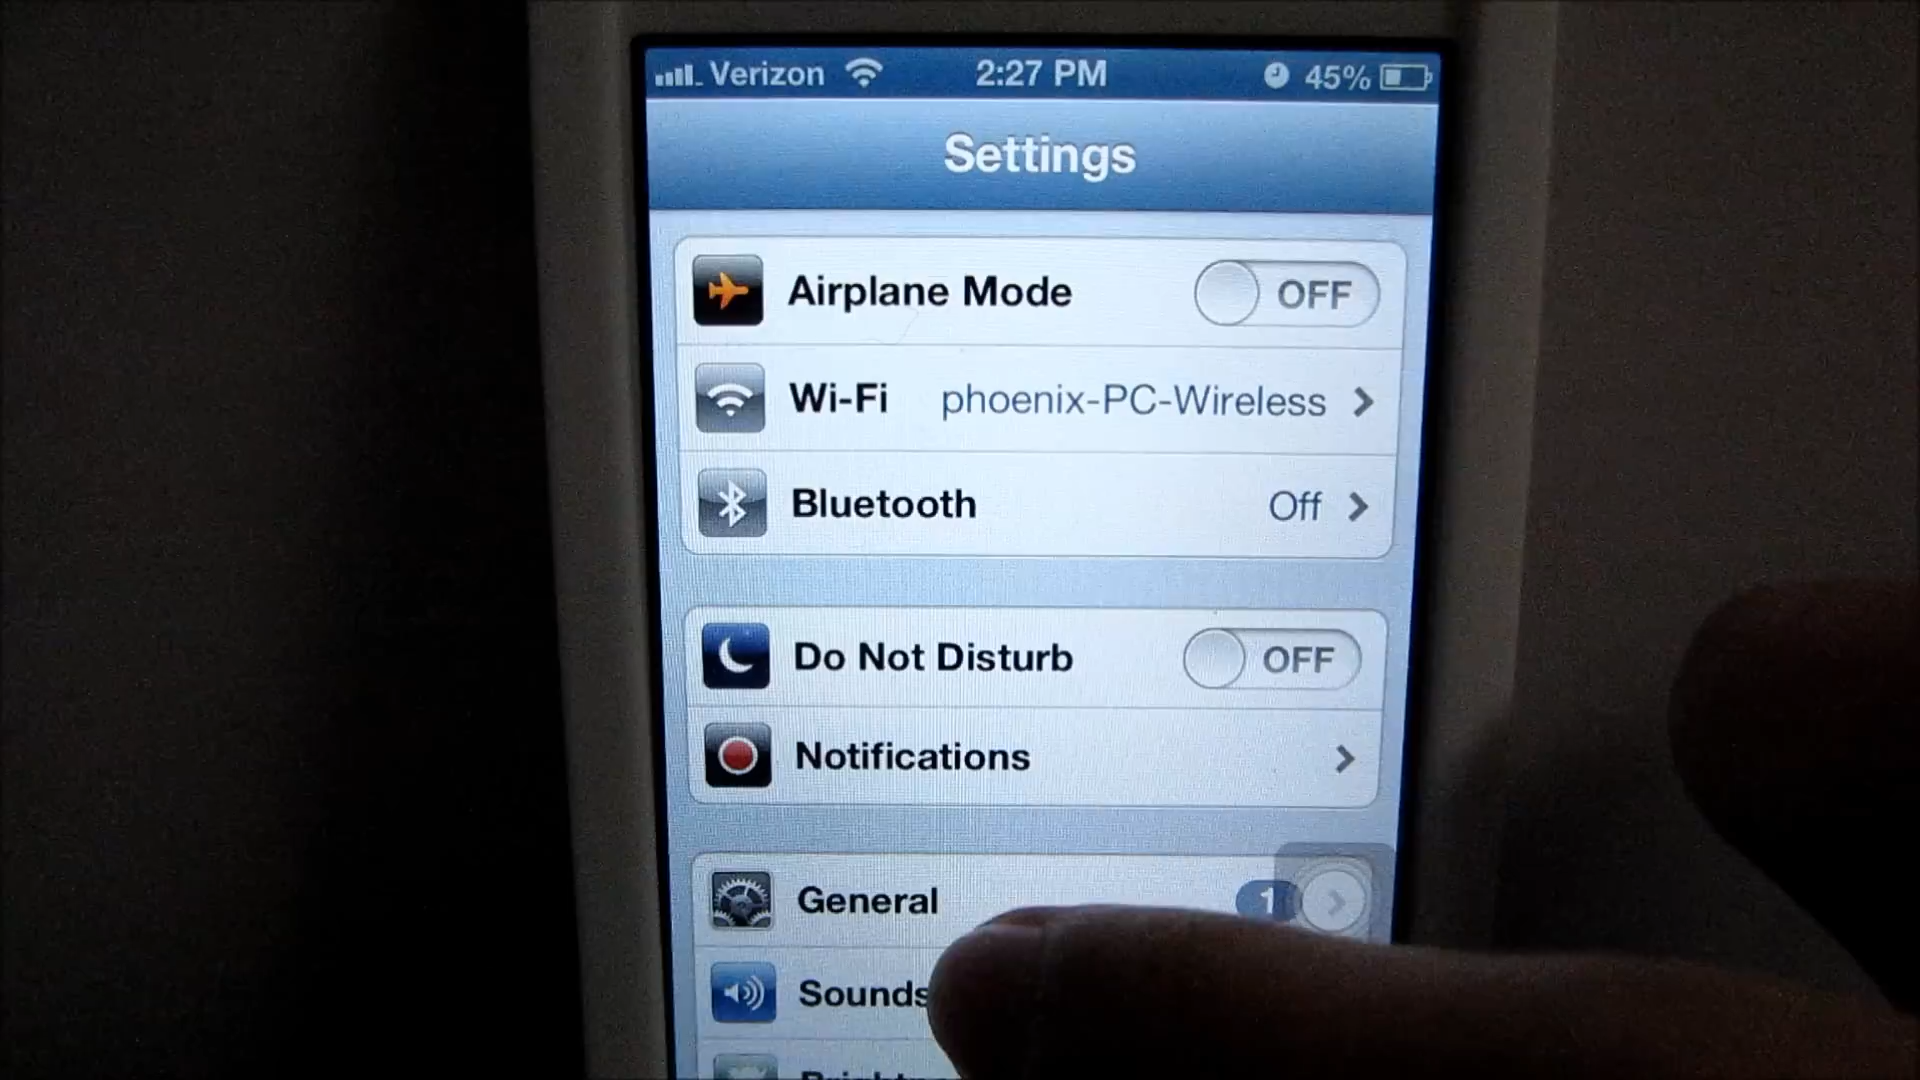 Verizon 2:27 PM 45%
Settings
Airplane Mode OFF
Wi-Fi phoenix-PC-Wireless
Bluetooth Off
Do Not Disturb OFF
Notifications
General 1
Sounds